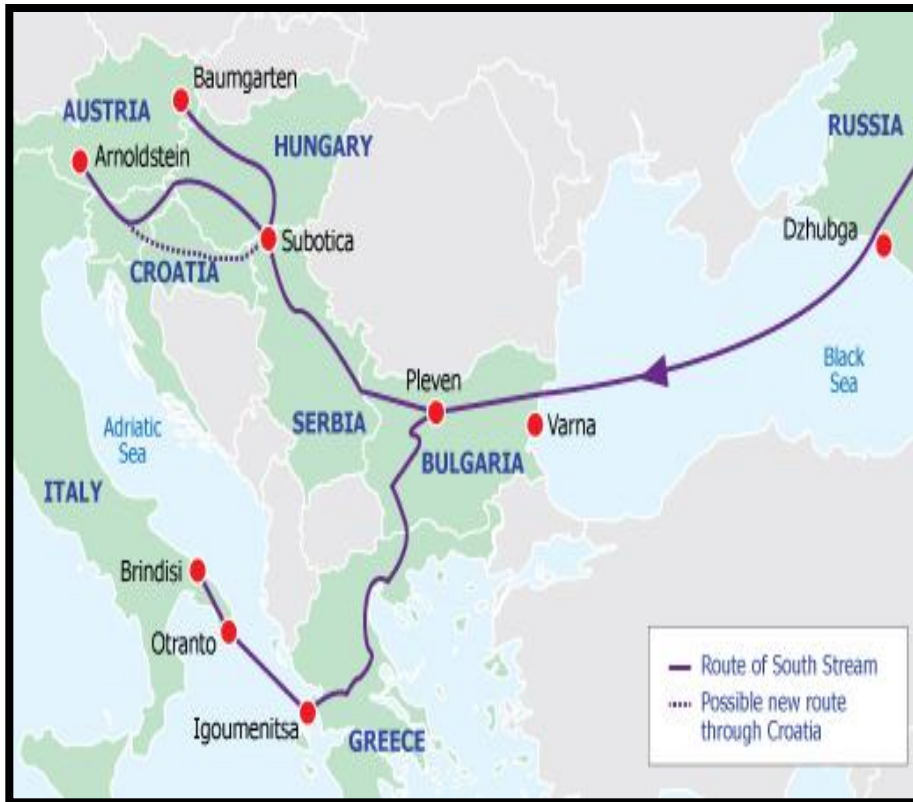 Baumgarten
AUSTRIA
HUNGARY
RUSSIA
Arnoldstein
Dzhubga
Subotica
CROATIA
Black
Sea
Pleven
SERBIA
Varna
Adriatic
Sea
BULGARIA
ITALY
Brindisi
Otranto
Igoumenitsa
GREECE
Route of South Stream
Possible new route
through Croatia